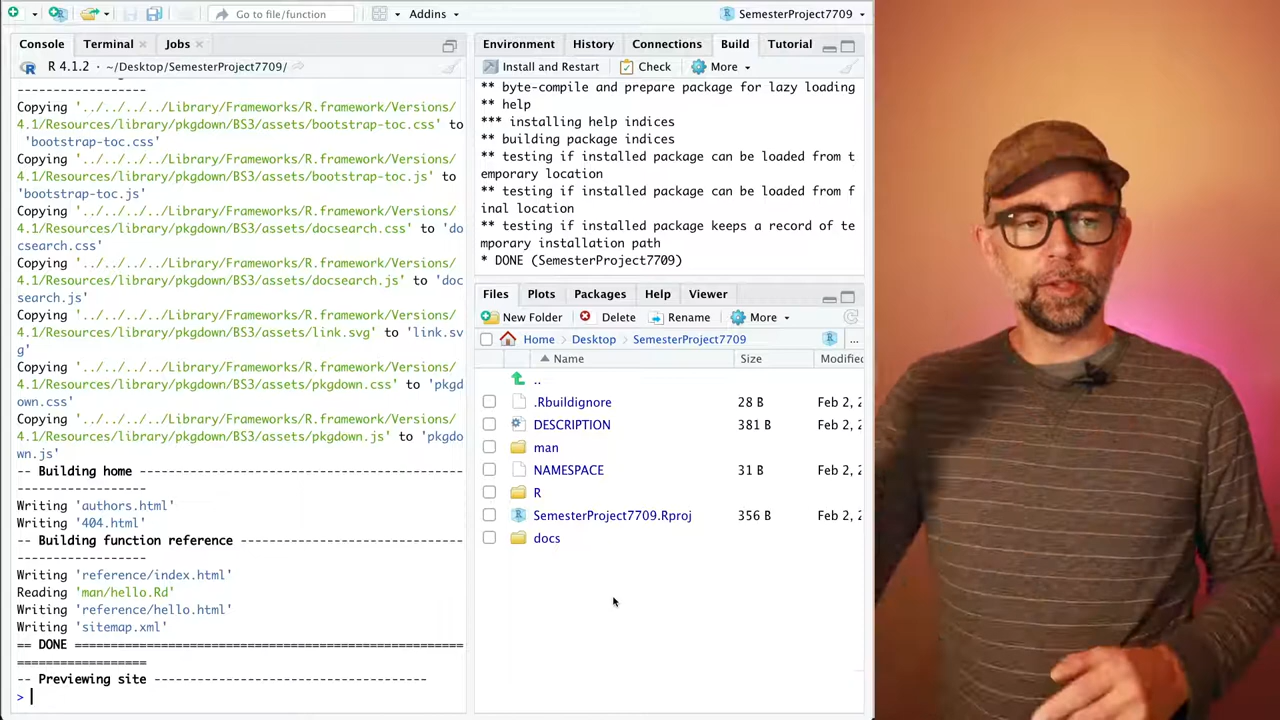 Go to file/function
Addins
SemesterProject7709
Console
Terminal
Jobs
R 4.1.2 · ~/Desktop/SemesterProject7709/
------------------
Copying '../../../../Library/Frameworks/R.framework/Versions/
4.1/Resources/library/pkgdown/BS3/assets/bootstrap-toc.css' to
'bootstrap-toc.css'
Copying '../../../../Library/Frameworks/R.framework/Versions/
4.1/Resources/library/pkgdown/BS3/assets/bootstrap-toc.js' to
'bootstrap-toc.js'
Copying '../../../../Library/Frameworks/R.framework/Versions/
4.1/Resources/library/pkgdown/BS3/assets/docsearch.css' to 'do
csearch.css'
Copying '../../../../Library/Frameworks/R.framework/Versions/
4.1/Resources/library/pkgdown/BS3/assets/docsearch.js' to 'doc
search.js'
Copying '../../../../Library/Frameworks/R.framework/Versions/
4.1/Resources/library/pkgdown/BS3/assets/link.svg' to 'link.sv
g'
Copying '../../../../Library/Frameworks/R.framework/Versions/
4.1/Resources/library/pkgdown/BS3/assets/pkgdown.css' to 'pkgd
own.css'
Copying '../../../../Library/Frameworks/R.framework/Versions/
4.1/Resources/library/pkgdown/BS3/assets/pkgdown.js' to 'pkgdo
wn.js'
-- Building home ---------------------------------------------
------------------
Writing 'authors.html'
Writing '404.html'
-- Building function reference -------------------------------
------------------
Writing 'reference/index.html'
Reading 'man/hello.Rd'
Writing 'reference/hello.html'
Writing 'sitemap.xml'
== DONE ======================================================
==================
-- Previewing site --------------------------------------
>
Environment
History
Connections
Build
Tutorial
Install and Restart
Check
More
** byte-compile and prepare package for lazy loading
** help
*** installing help indices
** building package indices
** testing if installed package can be loaded from t
emporary location
** testing if installed package can be loaded from f
inal location
** testing if installed package keeps a record of te
mporary installation path
* DONE (SemesterProject7709)
Files
Plots
Packages
Help
Viewer
New Folder
Delete
Rename
More
Home
Desktop
SemesterProject7709
...
Name Size Modified
..
.Rbuildignore 28 B Feb 2, 2
DESCRIPTION 381 B Feb 2, 2
man
NAMESPACE 31 B Feb 2, 2
R
SemesterProject7709.Rproj 356 B Feb 2, 2
docs